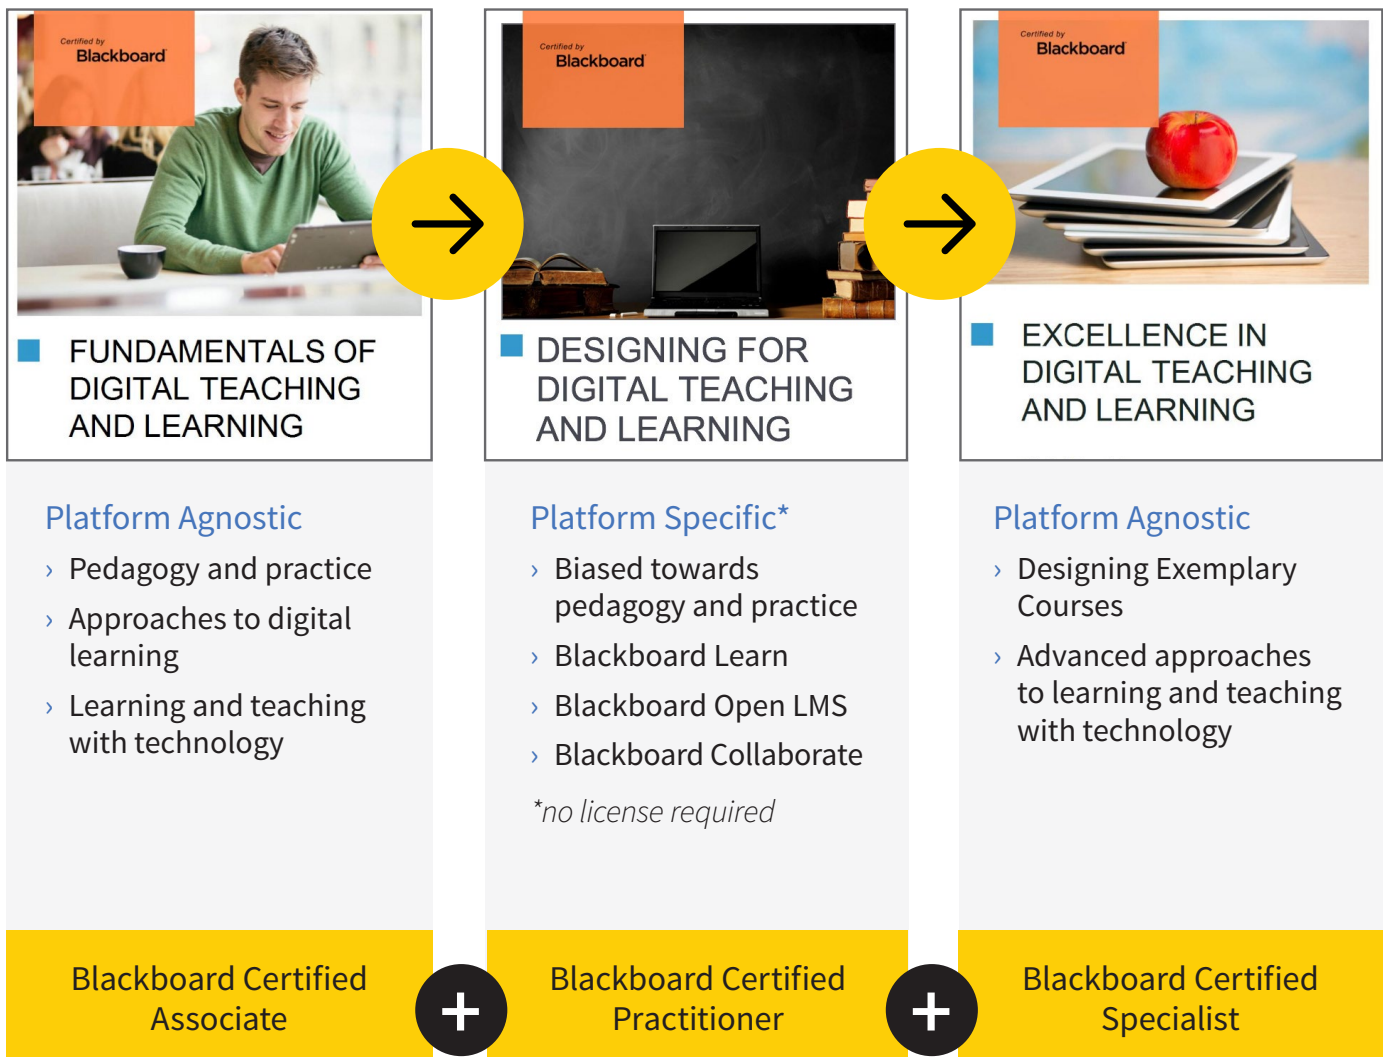 Certified by
Blackboard
FUNDAMENTALS OF
DIGITAL TEACHING
AND LEARNING
Platform Agnostic
› Pedagogy and practice
› Approaches to digital
learning
› Learning and teaching
with technology
Blackboard Certified
Associate
+
Certified by
Blackboard
DESIGNING FOR
DIGITAL TEACHING
AND LEARNING
Platform Specific*
› Biased towards
pedagogy and practice
› Blackboard Learn
› Blackboard Open LMS
› Blackboard Collaborate
*no license required
Blackboard Certified
Practitioner
+
Certified by
Blackboard
EXCELLENCE IN
DIGITAL TEACHING
AND LEARNING
Platform Agnostic
› Designing Exemplary
Courses
› Advanced approaches
to learning and teaching
with technology
Blackboard Certified
Specialist